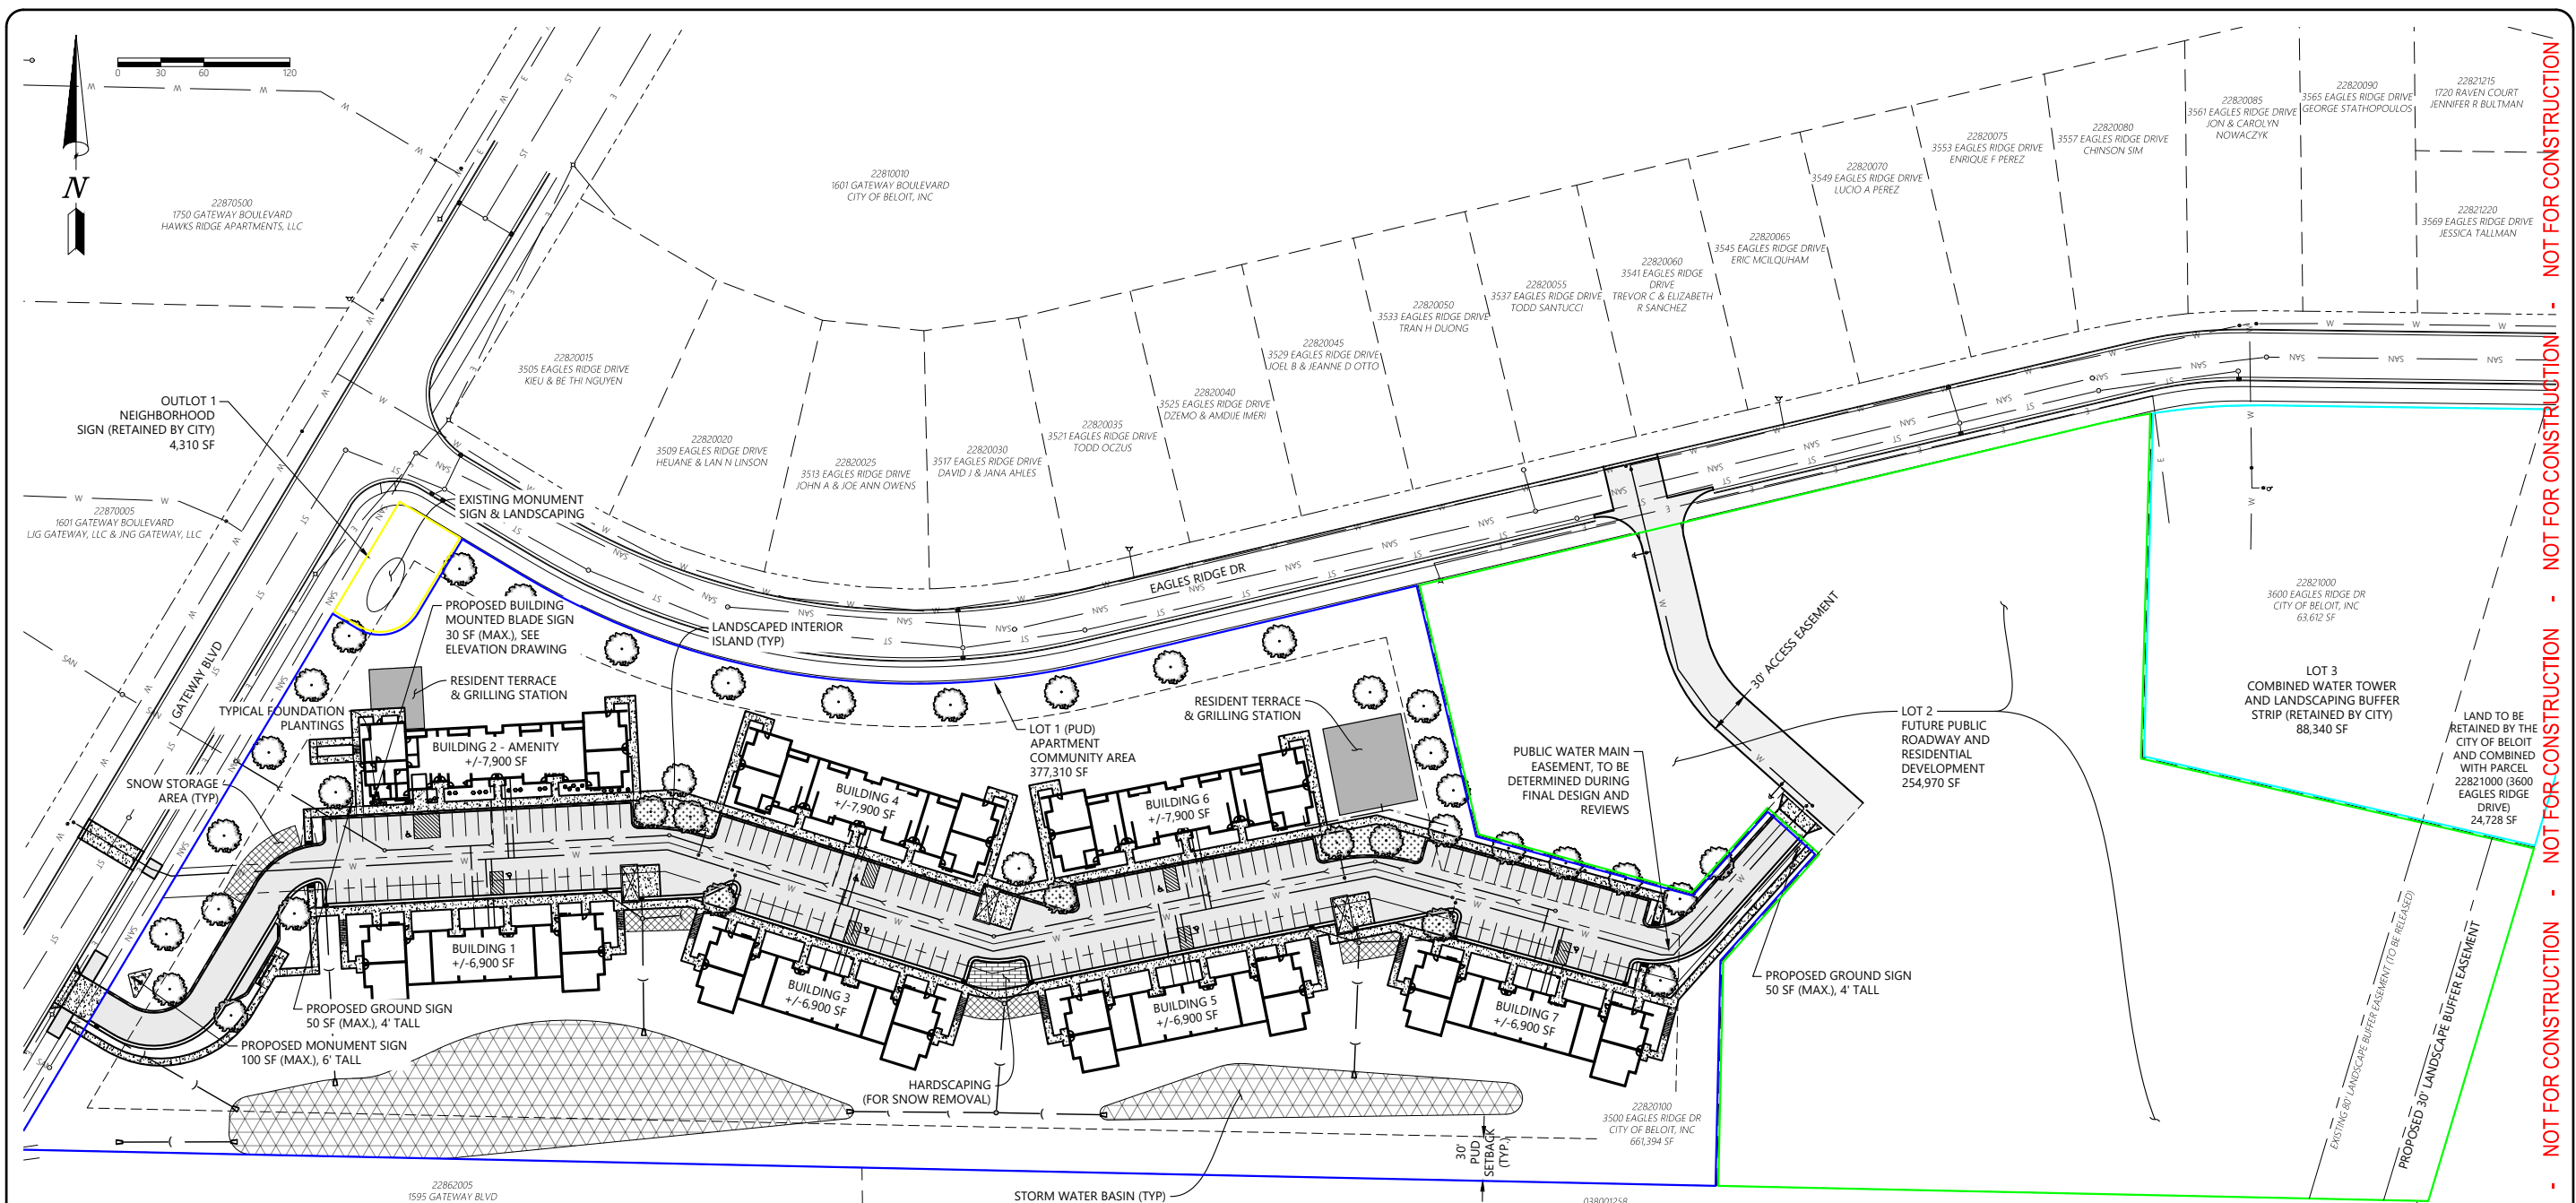 0 30 60 120
N
22870500
1750 GATEWAY BOULEVARD
HAWKS RIDGE APARTMENTS, LLC
22810010
1601 GATEWAY BOULEVARD
CITY OF BELOIT, INC
22820015
3505 EAGLES RIDGE DRIVE
KIEU & BE THI NGUYEN
22820020
3509 EAGLES RIDGE DRIVE
HEUANE & LAN N LINSON
22820025
3513 EAGLES RIDGE DRIVE
JOHN A & JOE ANN OWENS
22820030
3517 EAGLES RIDGE DRIVE
DAVID J & JANA AHLES
22820035
3521 EAGLES RIDGE DRIVE
TODD OCZUS
22820040
3525 EAGLES RIDGE DRIVE
DZEMO & AMDIJE IMERI
22820045
3529 EAGLES RIDGE DRIVE
JOEL B & JEANNE D OTTO
22820050
3533 EAGLES RIDGE DRIVE
TRAN H DUONG
22820055
3537 EAGLES RIDGE DRIVE
TODD SANTUCCI
22820060
3541 EAGLES RIDGE
DRIVE
TREVOR C & ELIZABETH
R SANCHEZ
22820065
3545 EAGLES RIDGE DRIVE
ERIC MCILQUHAM
22820070
3549 EAGLES RIDGE DRIVE
LUCIO A PEREZ
22820075
3553 EAGLES RIDGE DRIVE
ENRIQUE F PEREZ
22820080
3557 EAGLES RIDGE DRIVE
CHINSON SIM
22820085
3561 EAGLES RIDGE DRIVE
JON & CAROLYN
NOWACZYK
22820090
3565 EAGLES RIDGE DRIVE
GEORGE STATHOPOULOS
22821215
1720 RAVEN COURT
JENNIFER R BULTMAN
22821220
3569 EAGLES RIDGE DRIVE
JESSICA TALLMAN
OUTLOT 1
NEIGHBORHOOD
SIGN (RETAINED BY CITY)
4,310 SF
22870005
1601 GATEWAY BOULEVARD
LJG GATEWAY, LLC & JNG GATEWAY, LLC
EXISTING MONUMENT
SIGN & LANDSCAPING
GATEWAY BLVD
EAGLES RIDGE DR
PROPOSED BUILDING
MOUNTED BLADE SIGN
30 SF (MAX.), SEE
ELEVATION DRAWING
LANDSCAPED INTERIOR
ISLAND (TYP)
RESIDENT TERRACE
& GRILLING STATION
TYPICAL FOUNDATION
PLANTINGS
SNOW STORAGE
AREA (TYP)
BUILDING 2 - AMENITY
+/-7,900 SF
BUILDING 4
+/-7,900 SF
BUILDING 6
+/-7,900 SF
LOT 1 (PUD)
APARTMENT
COMMUNITY AREA
377,310 SF
RESIDENT TERRACE
& GRILLING STATION
PUBLIC WATER MAIN
EASEMENT, TO BE
DETERMINED DURING
FINAL DESIGN AND
REVIEWS
30' ACCESS EASEMENT
LOT 2
FUTURE PUBLIC
ROADWAY AND
RESIDENTIAL
DEVELOPMENT
254,970 SF
22821000
3600 EAGLES RIDGE DR
CITY OF BELOIT, INC
63,612 SF
LOT 3
COMBINED WATER TOWER
AND LANDSCAPING BUFFER
STRIP (RETAINED BY CITY)
88,340 SF
LAND TO BE
RETAINED BY THE
CITY OF BELOIT
AND COMBINED
WITH PARCEL
22821000 (3600
EAGLES RIDGE
DRIVE)
24,728 SF
BUILDING 1
+/-6,900 SF
BUILDING 3
+/-6,900 SF
BUILDING 5
+/-6,900 SF
BUILDING 7
+/-6,900 SF
PROPOSED GROUND SIGN
50 SF (MAX.), 4' TALL
PROPOSED MONUMENT SIGN
100 SF (MAX.), 6' TALL
PROPOSED GROUND SIGN
50 SF (MAX.), 4' TALL
HARDSCAPING
(FOR SNOW REMOVAL)
22820100
3500 EAGLES RIDGE DR
CITY OF BELOIT, INC
661,394 SF
30'
PUD
SETBACK
(TYP.)
EXISTING 80' LANDSCAPE BUFFER EASEMENT (TO BE RELEASED)
PROPOSED 30' LANDSCAPE BUFFER EASEMENT
22862005
1595 GATEWAY BLVD
STORM WATER BASIN (TYP)
038001258
- NOT FOR CONSTRUCTION - NOT FOR CONSTRUCTION - NOT FOR CONSTRUCTION - NOT FOR CONSTRUCTION